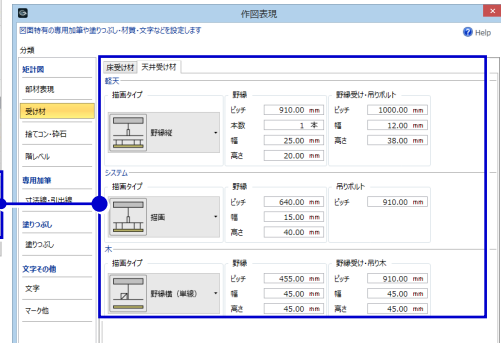 作図表現
図面特有の専用加筆や塗りつぶし・材質・文字などを設定します
Help
分類
矩計図
部材表現
受け材
捨てコン・砕石
階レベル
専用加筆
寸法線・引出線
塗りつぶし
塗りつぶし
文字その他
文字
マーク他
床受け材 天井受け材
軽天
描画タイプ 野縁 野縁受け・吊りボルト
野縁縦
ピッチ 910.00 mm ピッチ 1000.00 mm
本数 1 本 幅 12.00 mm
幅 25.00 mm 高さ 38.00 mm
高さ 20.00 mm
システム
描画タイプ 野縁 吊りボルト
描画
ピッチ 640.00 mm ピッチ 910.00 mm
幅 15.00 mm
高さ 40.00 mm
木
描画タイプ 野縁 野縁受け・吊り木
野縁横（単線）
ピッチ 455.00 mm ピッチ 910.00 mm
幅 45.00 mm 幅 45.00 mm
高さ 45.00 mm 高さ 45.00 mm